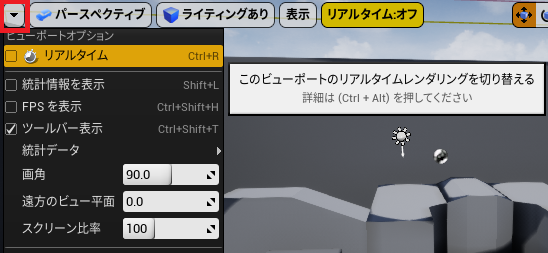 パースペクティブ ライティングあり 表示 リアルタイム:オフ
ビューポートオプション
リアルタイム Ctrl+R
統計情報を表示 Shift+L
FPS を表示 Ctrl+Shift+H
ツールバー表示 Ctrl+Shift+T
統計データ
画角 90.0
遠方のビュー平面 0.0
スクリーン比率 100
このビューポートのリアルタイムレンダリングを切り替える
詳細は (Ctrl + Alt) を押してください